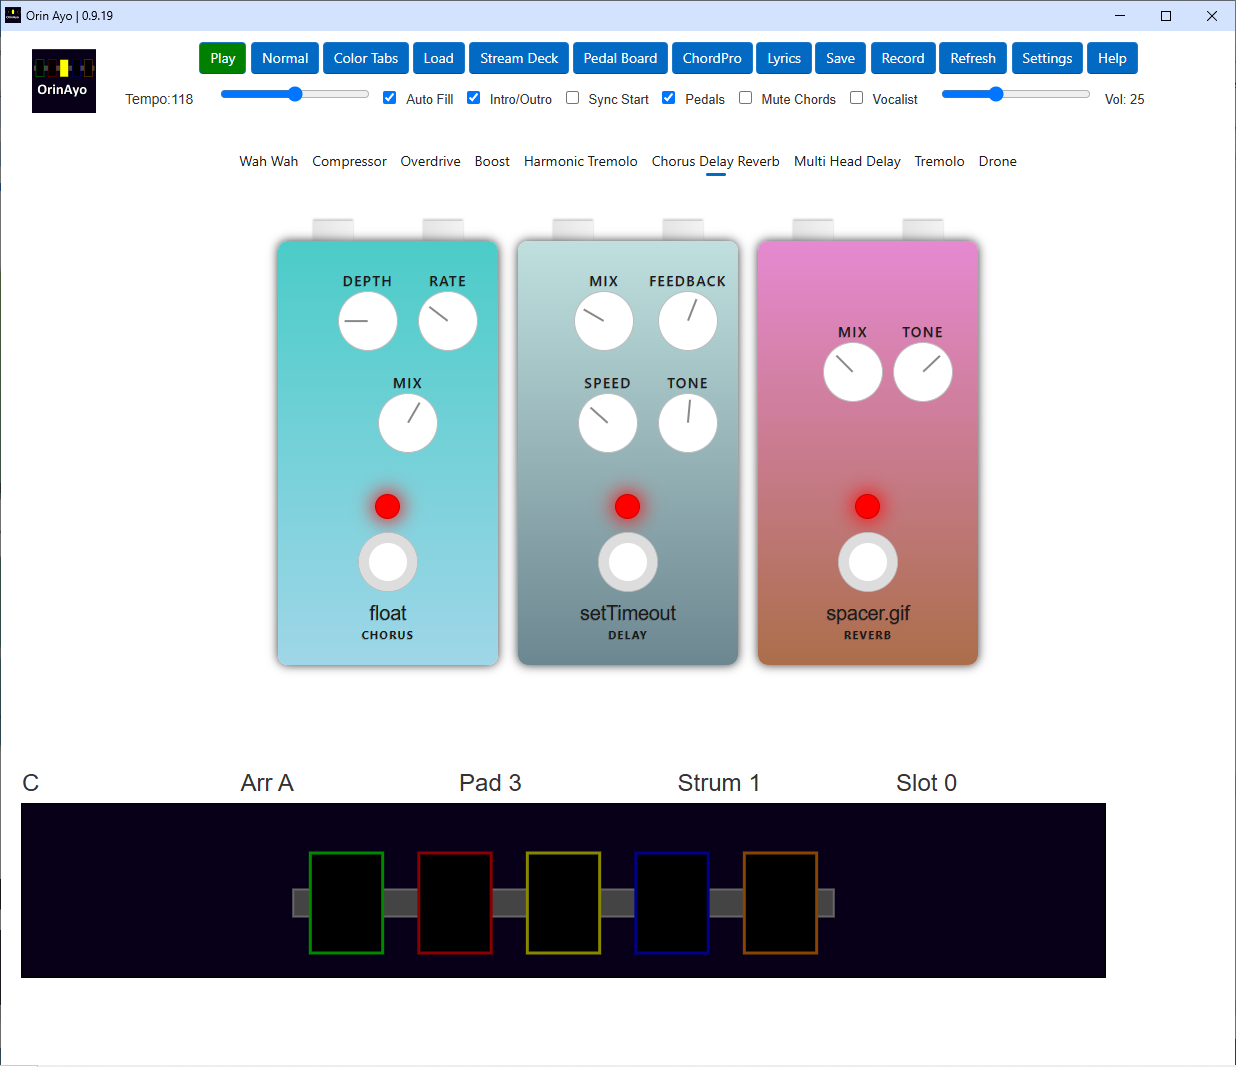 Orin Ayo | 0.9.19
OrinAyo
Play Normal Color Tabs Load Stream Deck Pedal Board ChordPro Lyrics Save Record Refresh Settings Help
Tempo:118 Auto Fill Intro/Outro Sync Start Pedals Mute Chords Vocalist Vol: 25
Wah Wah Compressor Overdrive Boost Harmonic Tremolo Chorus Delay Reverb Multi Head Delay Tremolo Drone
DEPTH RATE
MIX
float
CHORUS
MIX FEEDBACK
SPEED TONE
setTimeout
DELAY
MIX TONE
spacer.gif
REVERB
C Arr A Pad 3 Strum 1 Slot 0